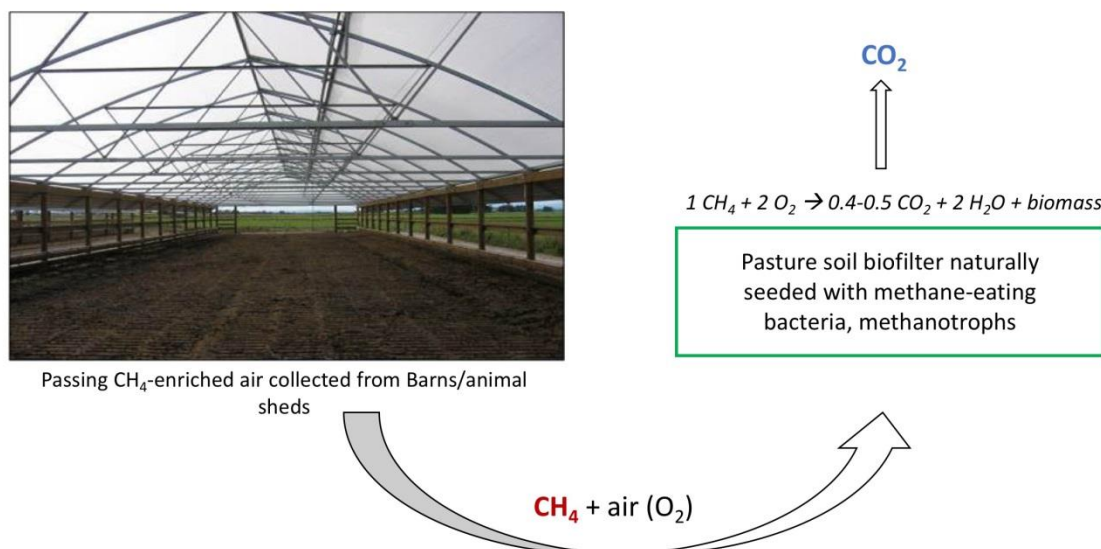 CO₂
1 CH₄ + 2 O₂ → 0.4-0.5 CO₂ + 2 H₂O + biomass
Pasture soil biofilter naturally
seeded with methane-eating
bacteria, methanotrophs
Passing CH₄-enriched air collected from Barns/animal
sheds
CH₄ + air (O₂)